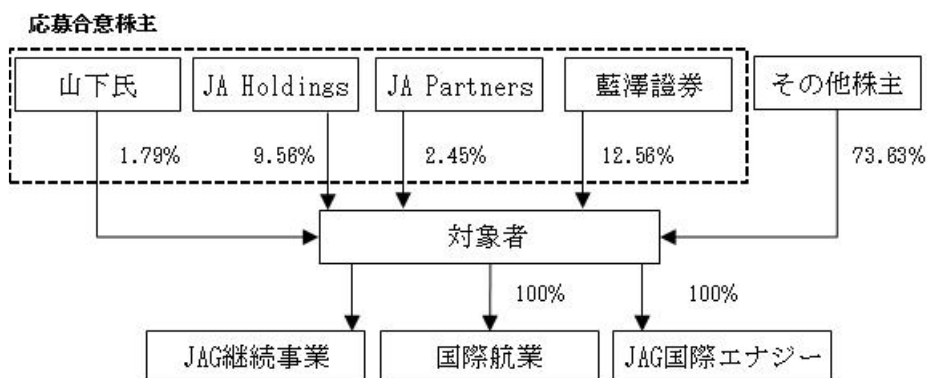 応募合意株主
山下氏 JA Holdings JA Partners 藍澤證券 その他株主
1.79% 9.56% 2.45% 12.56% 73.63%
対象者
100% 100%
JAG継続事業 国際航業 JAG国際エナジー